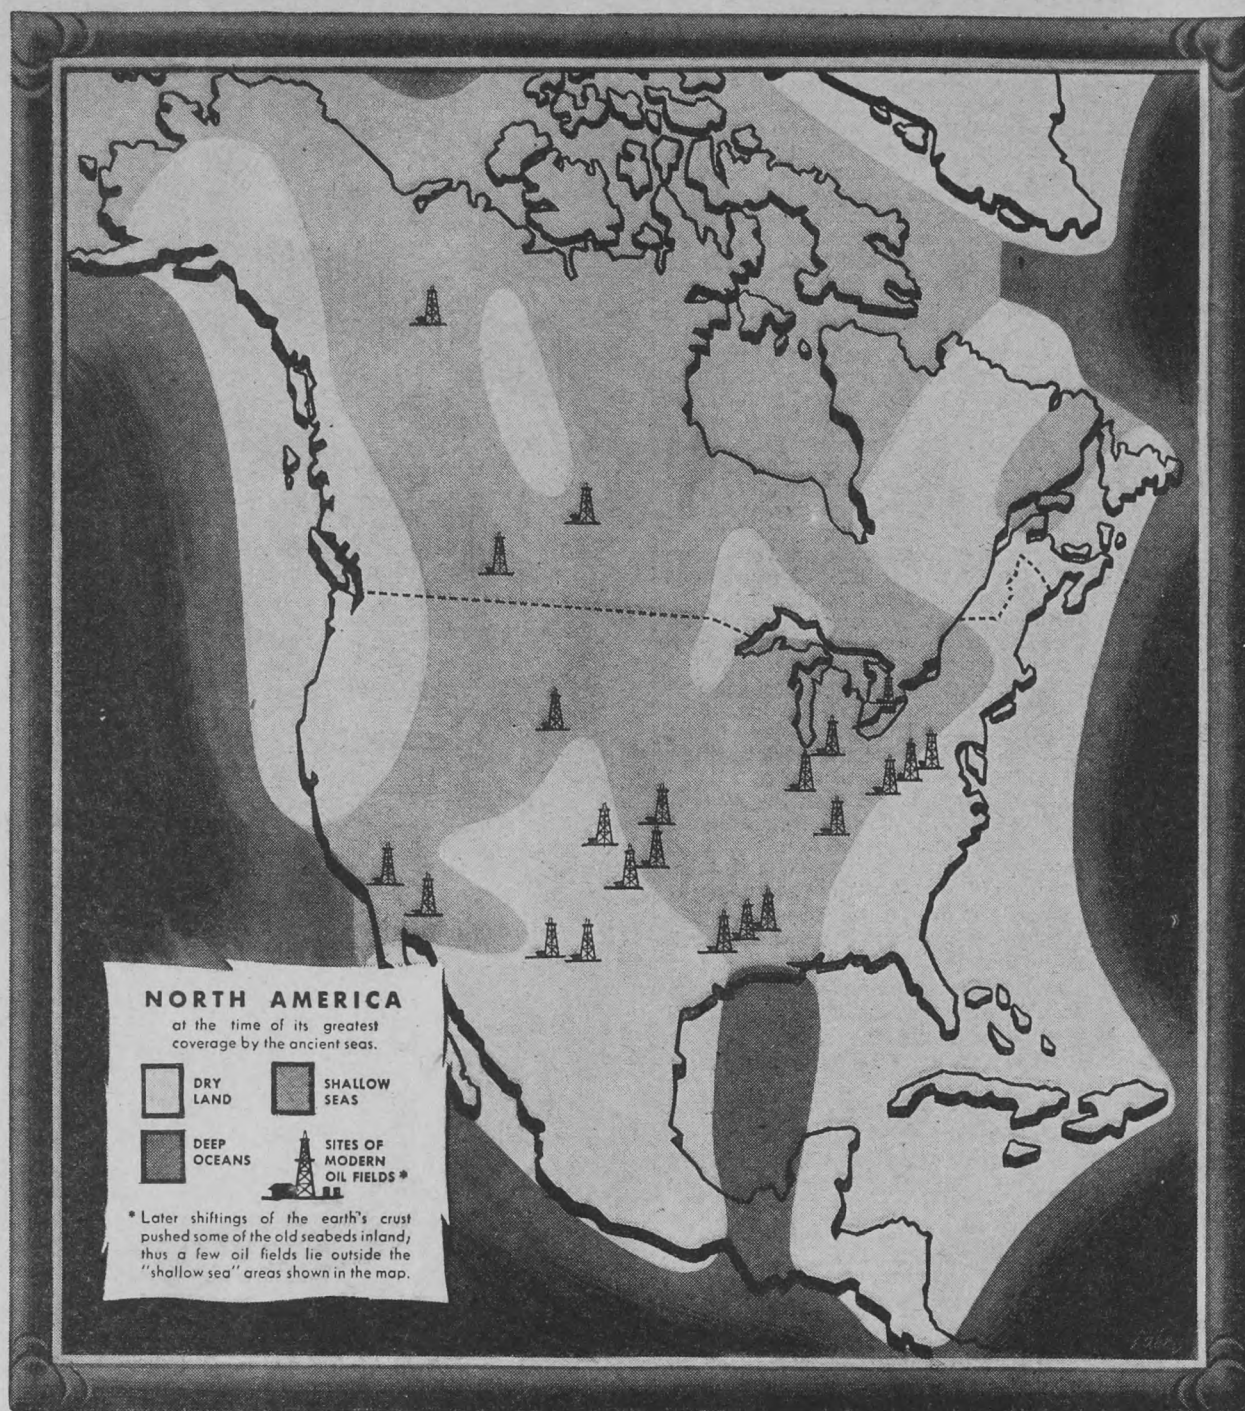 NORTH AMERICA
at the time of its greatest
coverage by the ancient seas.
DRY
LAND
SHALLOW
SEAS
DEEP
OCEANS
SITES OF
MODERN
OIL FIELDS*
* Later shiftings of the earth's crust
pushed some of the old seabeds inland;
thus a few oil fields lie outside the
"shallow sea" areas shown in the map.